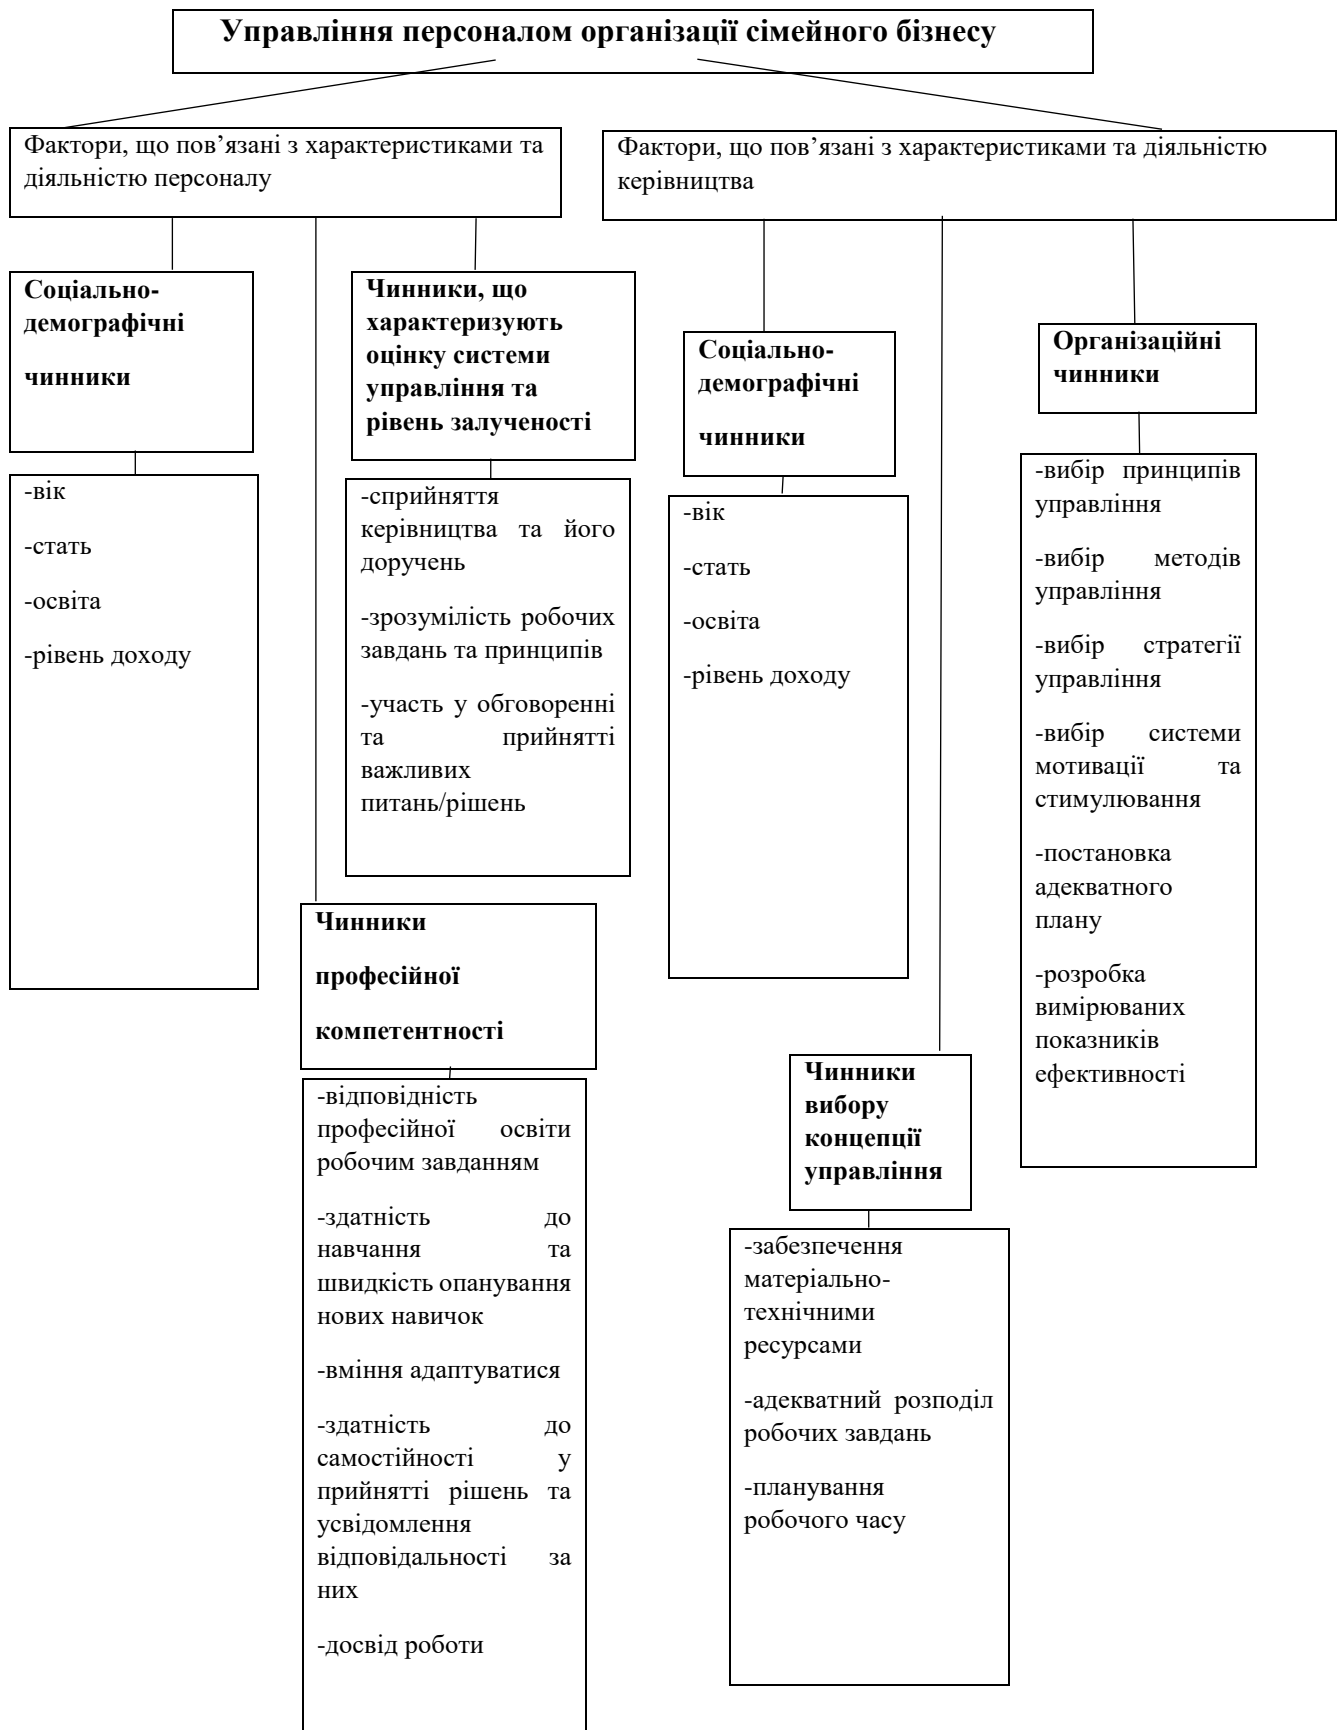 Управління персоналом організації сімейного бізнесу
Фактори, що пов’язані з характеристиками та
діяльністю персоналу
Фактори, що пов’язані з характеристиками та діяльністю
керівництва
Соціально-
демографічні
чинники
-вік
-стать
-освіта
-рівень доходу
Чинники, що
характеризують
оцінку системи
управління та
рівень залученості
-сприйняття
керівництва та його
доручень
-зрозумілість робочих
завдань та принципів
-участь у обговоренні
та прийнятті
важливих
питань/рішень
Чинники
професійної
компетентності
-відповідність
професійної освіти
робочим завданням
-здатність до
навчання та
швидкість опанування
нових навичок
-вміння адаптуватися
-здатність до
самостійності у
прийнятті рішень та
усвідомлення
відповідальності за
них
-досвід роботи
Соціально-
демографічні
чинники
-вік
-стать
-освіта
-рівень доходу
Чинники
вибору
концепції
управління
-забезпечення
матеріально-
технічними
ресурсами
-адекватний розподіл
робочих завдань
-планування
робочого часу
Організаційні
чинники
-вибір принципів
управління
-вибір методів
управління
-вибір стратегії
управління
-вибір системи
мотивації та
стимулювання
-постановка
адекватного
плану
-розробка
вимірюваних
показників
ефективності